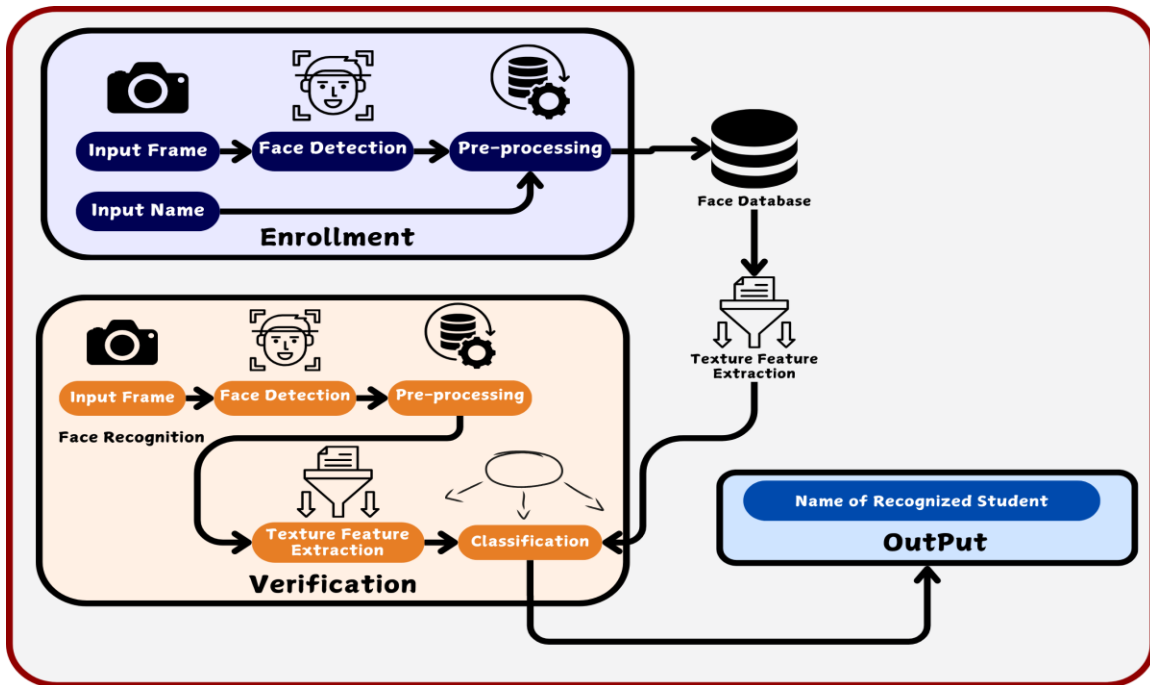 Input Frame
Face Detection
Pre-processing
Input Name
Enrollment
Face Database
Texture Feature
Extraction
Input Frame
Face Detection
Pre-processing
Face Recognition
Texture Feature
Extraction
Classification
Verification
Name of Recognized Student
OutPut